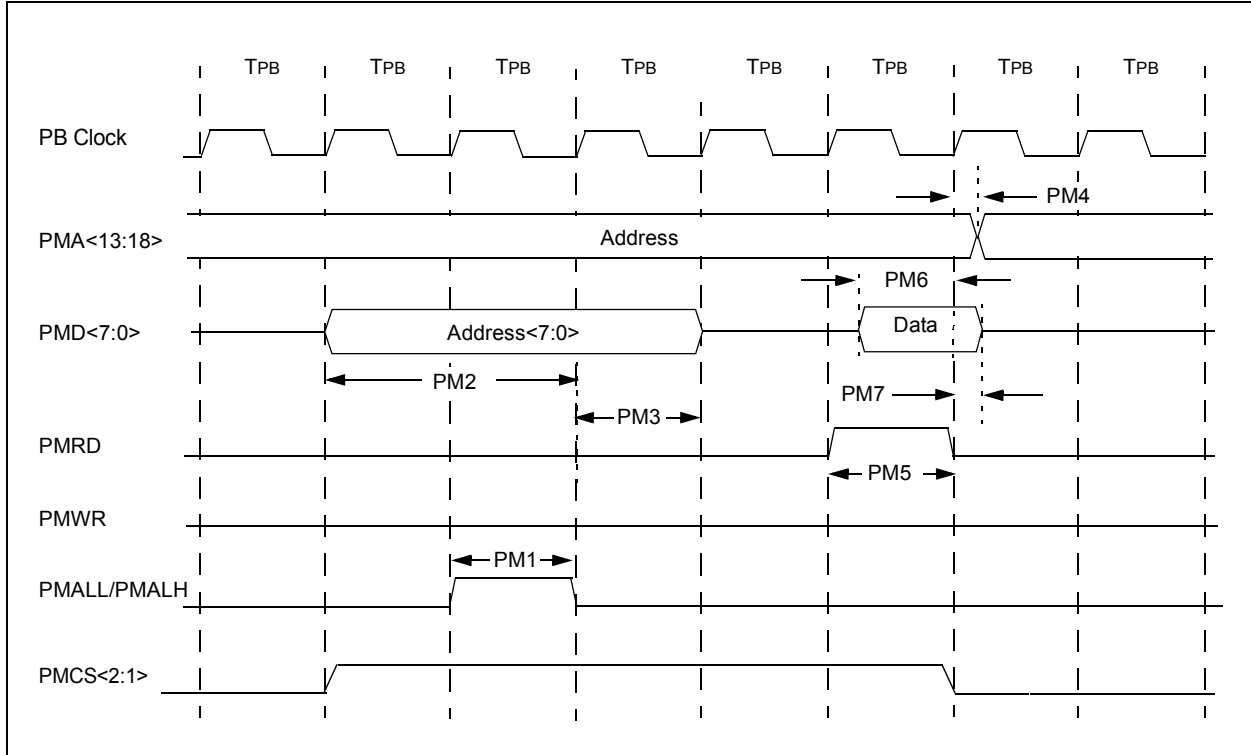 TPB TPB TPB TPB TPB TPB TPB TPB
PB Clock
PM4
PMA<13:18> Address
PM6
PMD<7:0> Address<7:0> Data
PM2 PM7
PM3
PMRD
PM5
PMWR
PM1
PMALL/PMALH
PMCS<2:1>